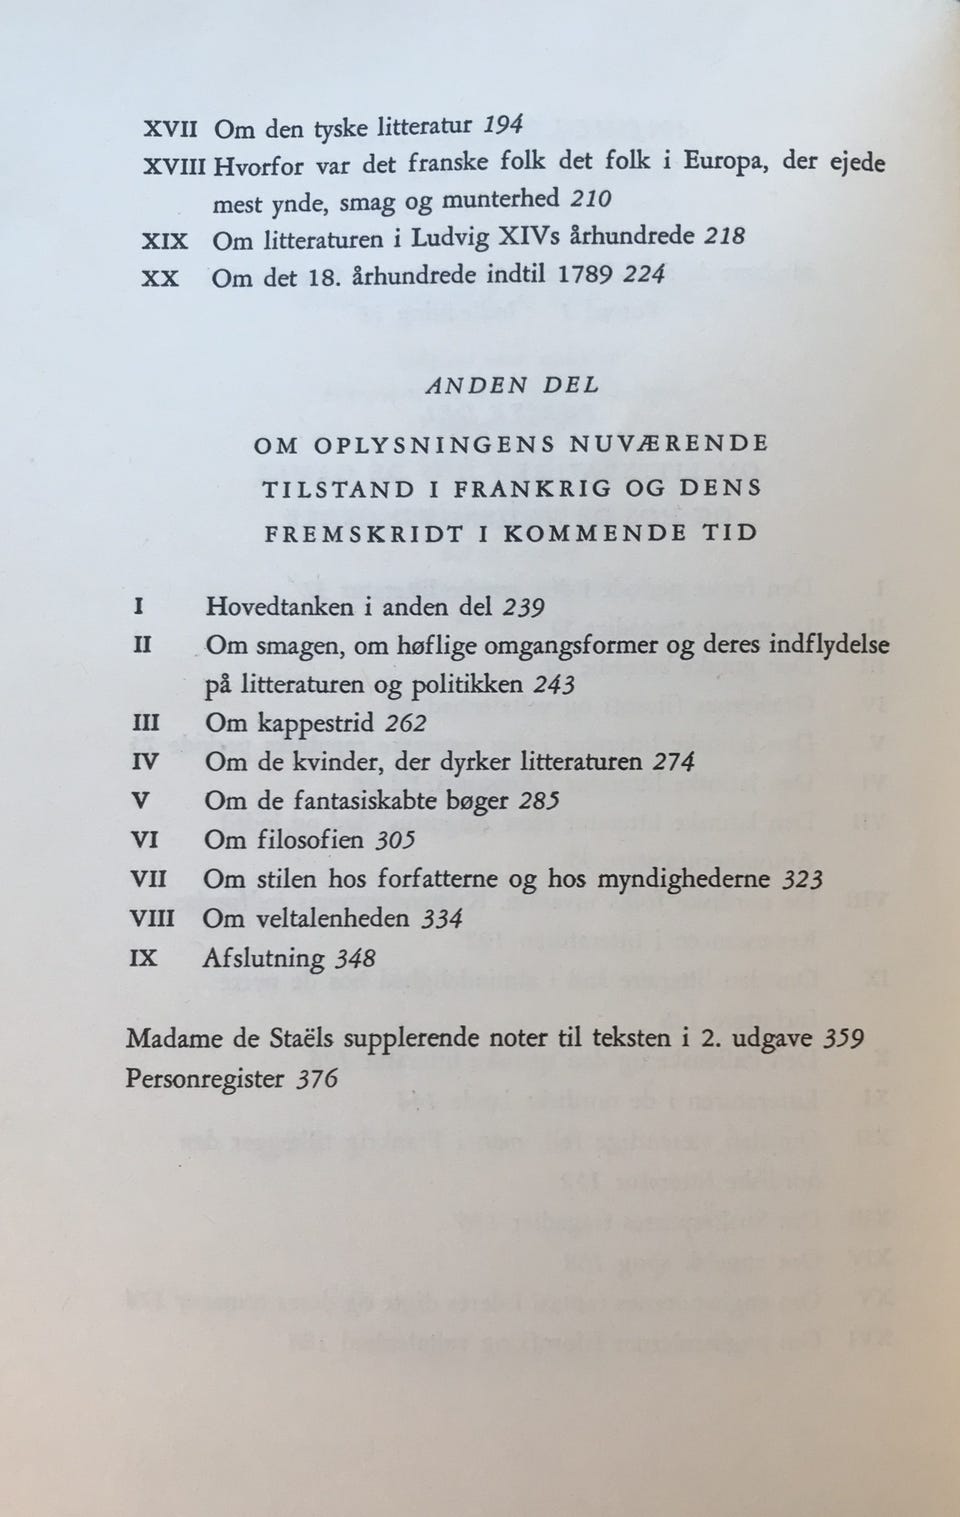 XVII Om den tyske litteratur 194
XVIII Hvorfor var det franske folk det folk i Europa, der ejede
mest ynde, smag og munterhed 210
XIX Om litteraturen i Ludvig XIVs århundrede 218
XX Om det 18. århundrede indtil 1789 224
ANDEN DEL
OM OPLYSNINGENS NUVÆRENDE
TILSTAND I FRANKRIG OG DENS
FREMSKRIDT I KOMMENDE TID
I Hovedtanken i anden del 239
II Om smagen, om høflige omgangsformer og deres indflydelse
på litteraturen og politikken 243
III Om kappestrid 262
IV Om de kvinder, der dyrker litteraturen 274
V Om de fantasiskabte bøger 285
VI Om filosofien 305
VII Om stilen hos forfatterne og hos myndighederne 323
VIII Om veltalenheden 334
IX Afslutning 348
Madame de Staëls supplerende noter til teksten i 2. udgave 359
Personregister 376